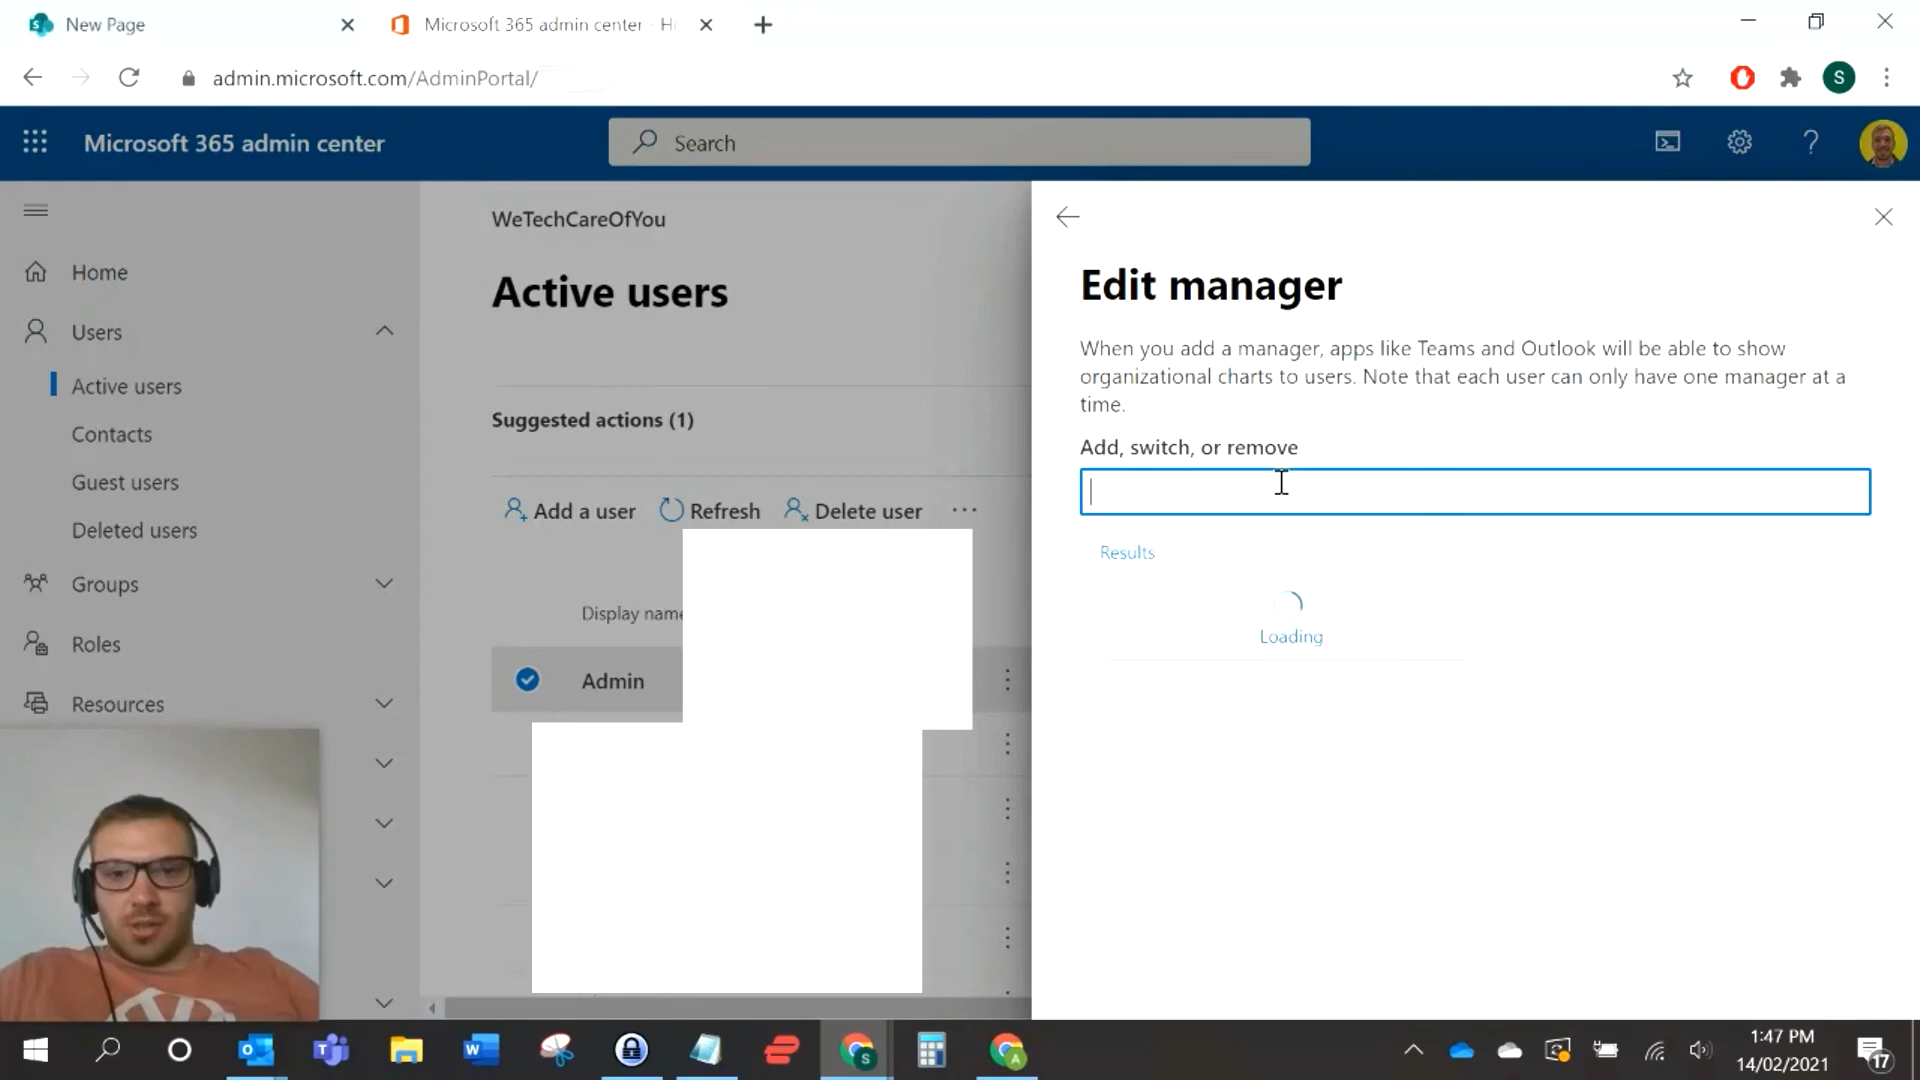 New Page
Microsoft 365 admin center - Ho
admin.microsoft.com/AdminPortal/
S
Microsoft 365 admin center
Search
WeTechCareOfYou
Home
Active users
Users
Active users
Contacts
Guest users
Deleted users
Groups
Roles
Resources
Suggested actions (1)
Add a user
Refresh
Delete user
Display name
Admin
Edit manager
When you add a manager, apps like Teams and Outlook will be able to show
organizational charts to users. Note that each user can only have one manager at a
time.
Add, switch, or remove
Results
Loading
1:47 PM
14/02/2021
17